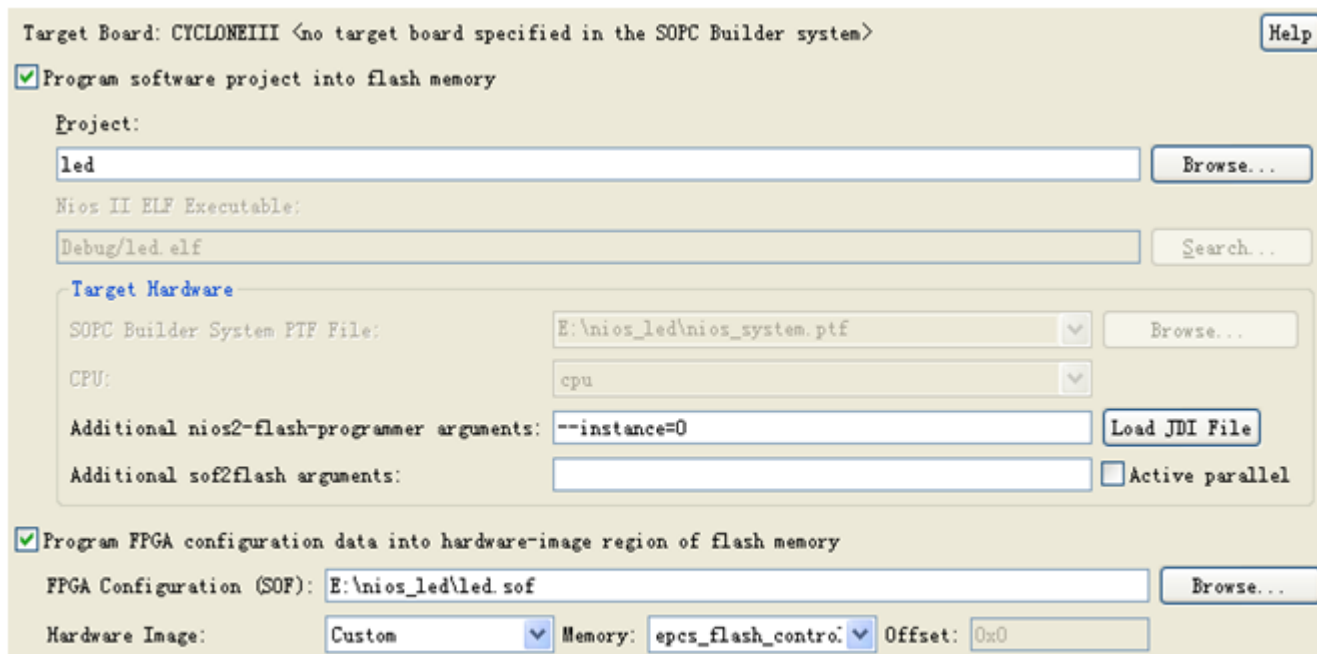 Target Board: CYCLONEIII <no target board specified in the SOPC Builder system>
Help
Program software project into flash memory
Project:
led
Browse...
Nios II ELF Executable:
Debug/led.elf
Search...
Target Hardware
SOPC Builder System PTF File:
E:\nios_led\nios_system.ptf
Browse...
CPU:
cpu
Additional nios2-flash-programmer arguments:
--instance=0
Load JDI File
Additional sof2flash arguments:
Active parallel
Program FPGA configuration data into hardware-image region of flash memory
FPGA Configuration (SOF):
E:\nios_led\led.sof
Browse...
Hardware Image:
Custom
Memory:
epcs_flash_control
Offset:
0x0